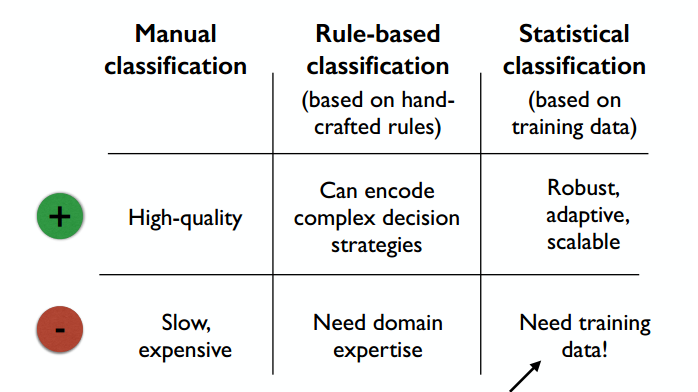 Manual
classification
Rule-based
classification
(based on hand-
crafted rules)
Statistical
classification
(based on
training data)
+
High-quality
Can encode
complex decision
strategies
Robust,
adaptive,
scalable
-
Slow,
expensive
Need domain
expertise
Need training
data!